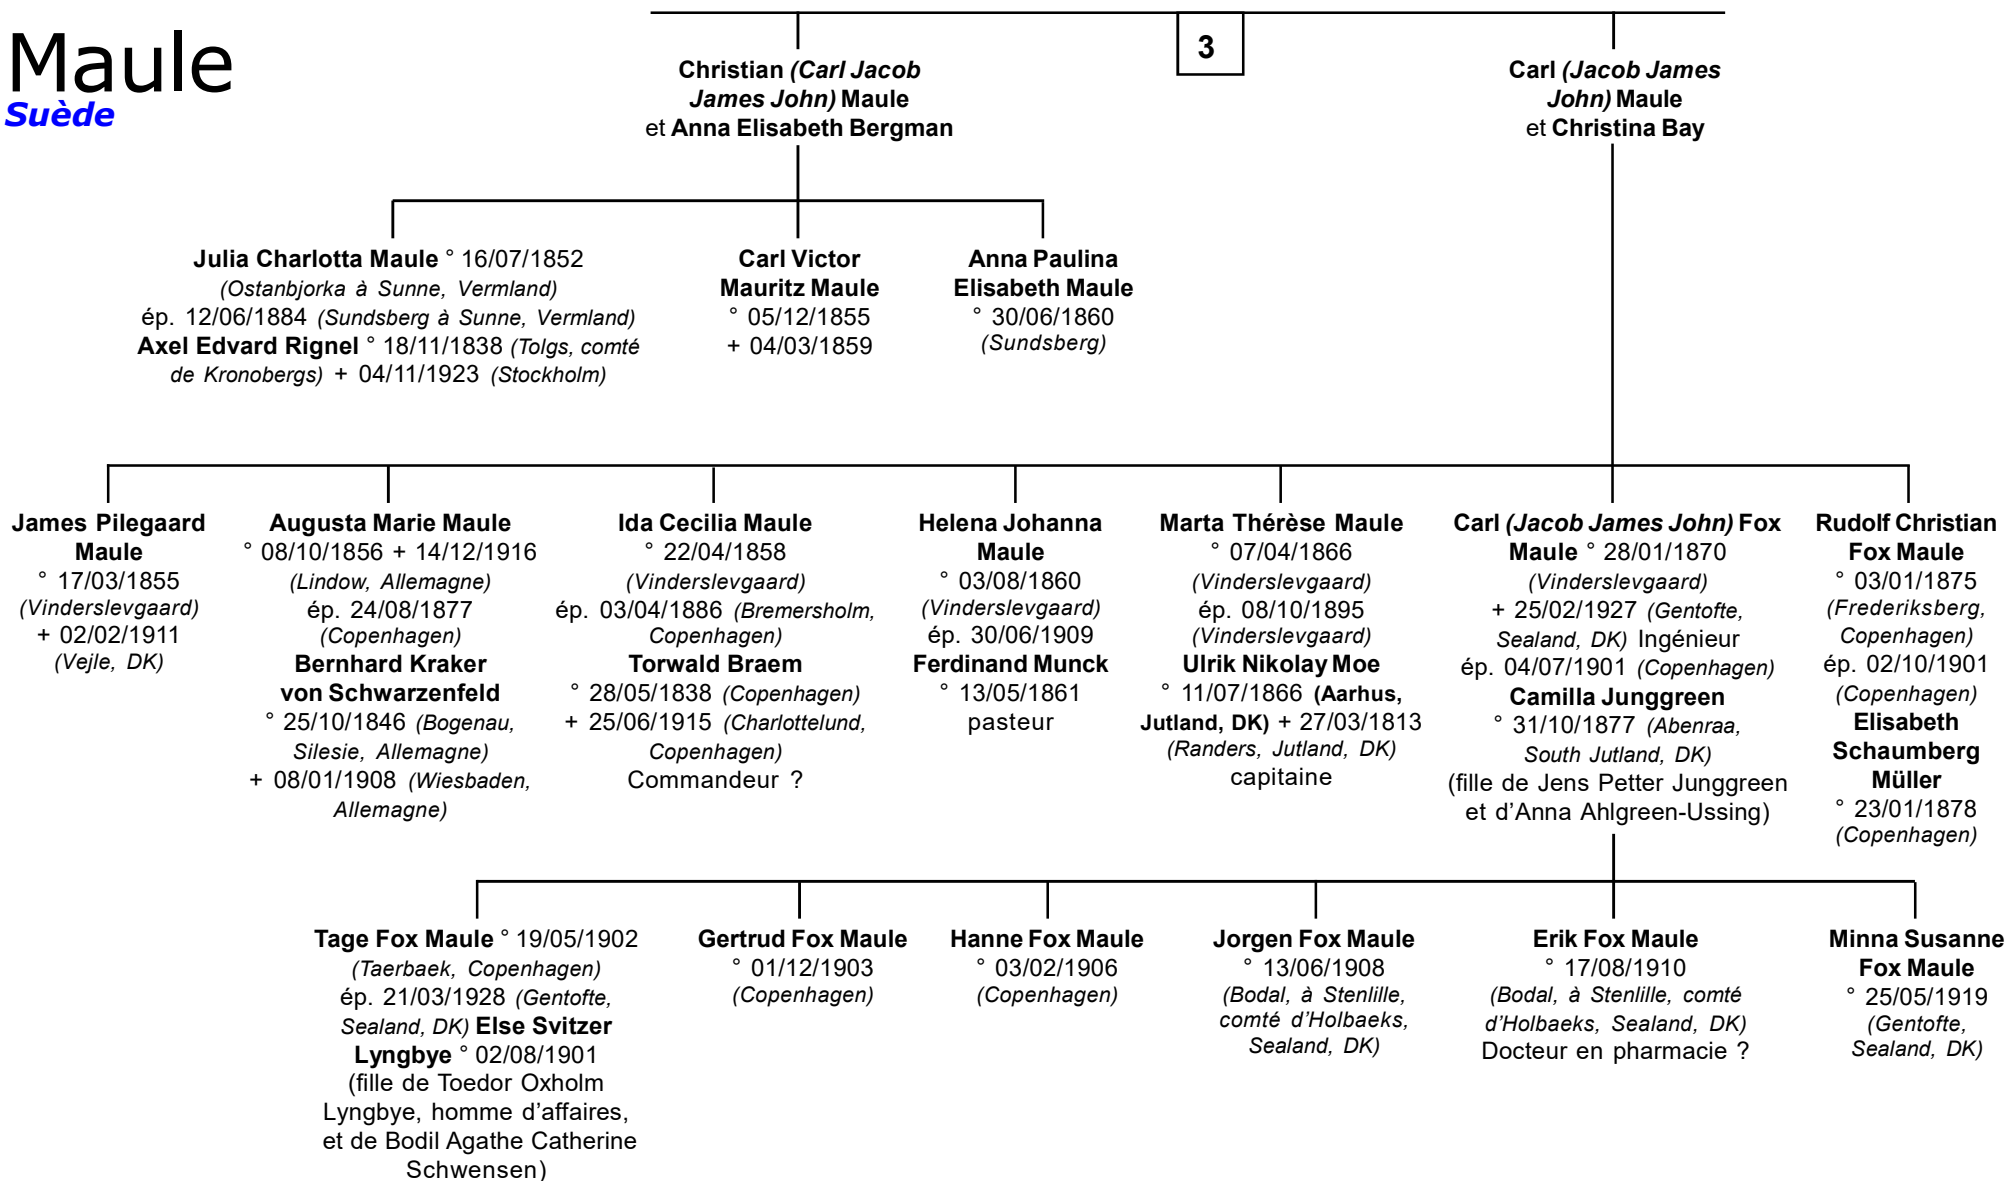 Maule
Suède
3
Christian (Carl Jacob
James John) Maule
et Anna Elisabeth Bergman
Carl (Jacob James
John) Maule
et Christina Bay
Julia Charlotta Maule ° 16/07/1852
(Ostanbjorka à Sunne, Vermland)
ép. 12/06/1884 (Sundsberg à Sunne, Vermland)
Axel Edvard Rignel ° 18/11/1838 (Tolgs, comté
de Kronobergs) + 04/11/1923 (Stockholm)
Carl Victor
Mauritz Maule
° 05/12/1855
+ 04/03/1859
Anna Paulina
Elisabeth Maule
° 30/06/1860
(Sundsberg)
James Pilegaard
Maule
° 17/03/1855
(Vinderslevgaard)
+ 02/02/1911
(Vejle, DK)
Augusta Marie Maule
° 08/10/1856 + 14/12/1916
(Lindow, Allemagne)
ép. 24/08/1877
(Copenhagen)
Bernhard Kraker
von Schwarzenfeld
° 25/10/1846 (Bogenau,
Silesie, Allemagne)
+ 08/01/1908 (Wiesbaden,
Allemagne)
Ida Cecilia Maule
° 22/04/1858
(Vinderslevgaard)
ép. 03/04/1886 (Bremersholm,
Copenhagen)
Torwald Braem
° 28/05/1838 (Copenhagen)
+ 25/06/1915 (Charlottelund,
Copenhagen)
Commandeur ?
Helena Johanna
Maule
° 03/08/1860
(Vinderslevgaard)
ép. 30/06/1909
Ferdinand Munck
° 13/05/1861
pasteur
Marta Thérèse Maule
° 07/04/1866
(Vinderslevgaard)
ép. 08/10/1895
(Vinderslevgaard)
Ulrik Nikolay Moe
° 11/07/1866 (Aarhus,
Jutland, DK) + 27/03/1813
(Randers, Jutland, DK)
capitaine
Carl (Jacob James John) Fox
Maule ° 28/01/1870
(Vinderslevgaard)
+ 25/02/1927 (Gentofte,
Sealand, DK) Ingénieur
ép. 04/07/1901 (Copenhagen)
Camilla Junggreen
° 31/10/1877 (Abenraa,
South Jutland, DK)
(fille de Jens Petter Junggreen
et d'Anna Ahlgreen-Ussing)
Rudolf Christian
Fox Maule
° 03/01/1875
(Frederiksberg,
Copenhagen)
ép. 02/10/1901
(Copenhagen)
Elisabeth
Schaumberg
Müller
° 23/01/1878
(Copenhagen)
Tage Fox Maule ° 19/05/1902
(Taerbaek, Copenhagen)
ép. 21/03/1928 (Gentofte,
Sealand, DK) Else Svitzer
Lyngbye ° 02/08/1901
(fille de Toedor Oxholm
Lyngbye, homme d'affaires,
et de Bodil Agathe Catherine
Schwensen)
Gertrud Fox Maule
° 01/12/1903
(Copenhagen)
Hanne Fox Maule
° 03/02/1906
(Copenhagen)
Jorgen Fox Maule
° 13/06/1908
(Bodal, à Stenlille,
comté d'Holbaeks,
Sealand, DK)
Erik Fox Maule
° 17/08/1910
(Bodal, à Stenlille, comté
d'Holbaeks, Sealand, DK)
Docteur en pharmacie ?
Minna Susanne
Fox Maule
° 25/05/1919
(Gentofte,
Sealand, DK)